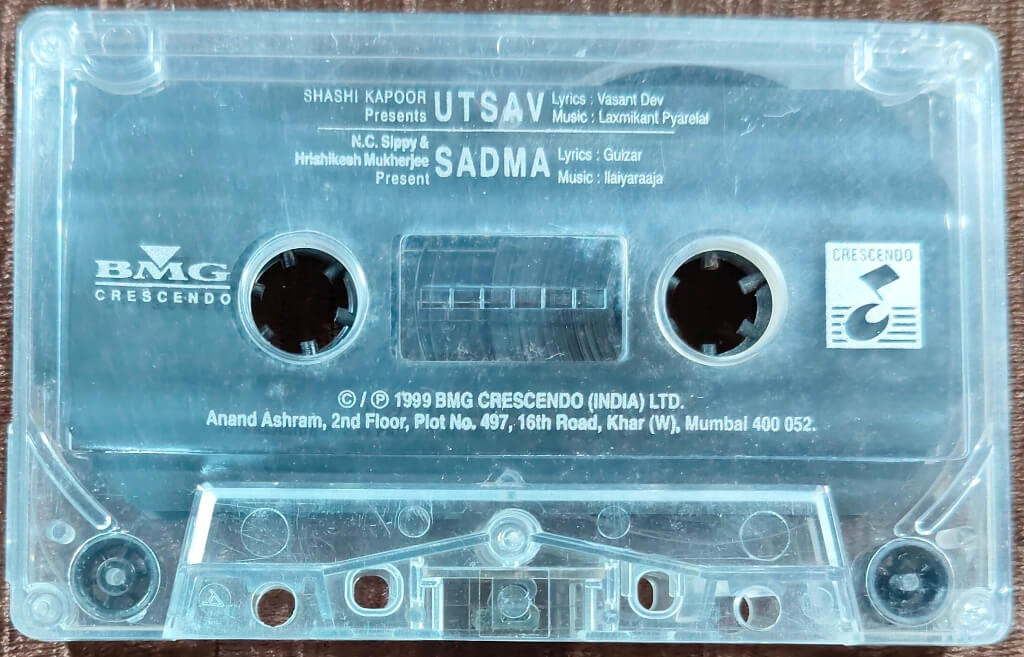 SHASHI KAPOOR Presents UTSAV Lyrics : Vasant Dev
Music : Laxmikant Pyarelal
N.C. Sippy & Hrishikesh Mukherjee Present SADMA Lyrics : Gulzar
Music : Ilaiyaraaja
BMG
CRESCENDO
CRESCENDO
© / ℗ 1999 BMG CRESCENDO (INDIA) LTD.
Anand Ashram, 2nd Floor, Plot No. 497, 16th Road, Khar (W), Mumbai 400 052.